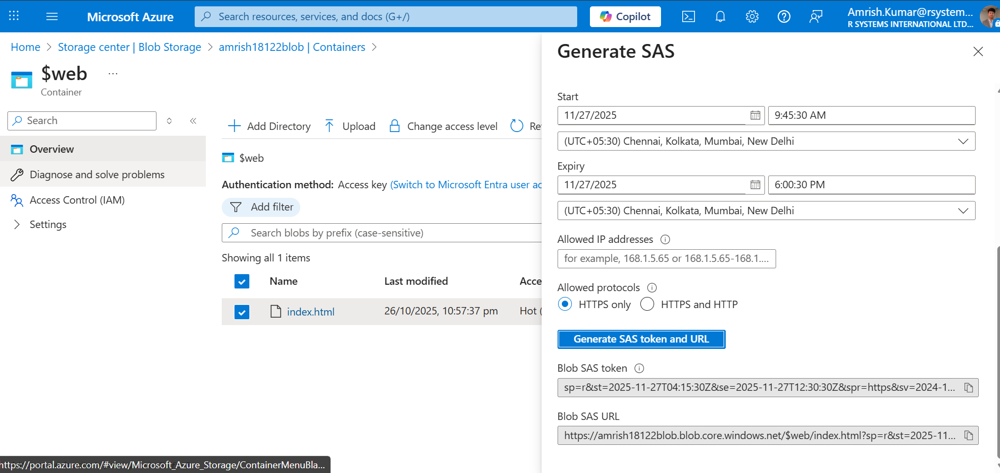 Microsoft Azure
Search resources, services, and docs (G+/)
Copilot
Amrish.Kumar@rsystem...
R SYSTEMS INTERNATIONAL LTD...
Home > Storage center | Blob Storage > amrish18122blob | Containers >
$web
...
Container
Search
Overview
Diagnose and solve problems
Access Control (IAM)
Settings
Add Directory
Upload
Change access level
$web
Authentication method: Access key (Switch to Microsoft Entra user
Add filter
Search blobs by prefix (case-sensitive)
Showing all 1 items
Name Last modified
index.html 26/10/2025, 10:57:37 pm Hot (
Generate SAS
Start
11/27/2025 9:45:30 AM
(UTC+05:30) Chennai, Kolkata, Mumbai, New Delhi
Expiry
11/27/2025 6:00:30 PM
(UTC+05:30) Chennai, Kolkata, Mumbai, New Delhi
Allowed IP addresses
for example, 168.1.5.65 or 168.1.5.65-168.1....
Allowed protocols
HTTPS only HTTPS and HTTP
Generate SAS token and URL
Blob SAS token
sp=r&st=2025-11-27T04:15:30Z&se=2025-11-27T12:30:30Z&spr=https&sv=2024-1...
Blob SAS URL
https://amrish18122blob.blob.core.windows.net/$web/index.html?sp=r&st=2025-11...
https://portal.azure.com/#view/Microsoft_Azure_Storage/ContainerMenuBla...